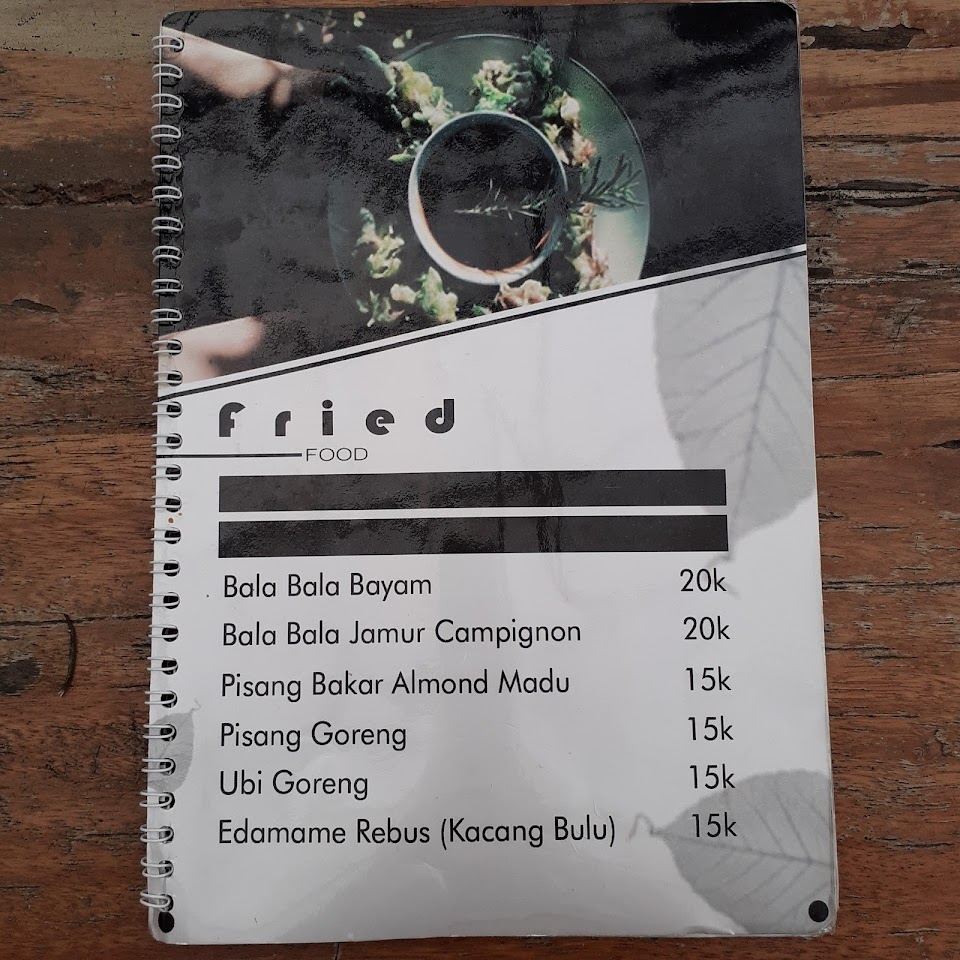 Fried
FOOD
Bala Bala Bayam 20k
Bala Bala Jamur Campignon 20k
Pisang Bakar Almond Madu 15k
Pisang Goreng 15k
Ubi Goreng 15k
Edamame Rebus (Kacang Bulu) 15k